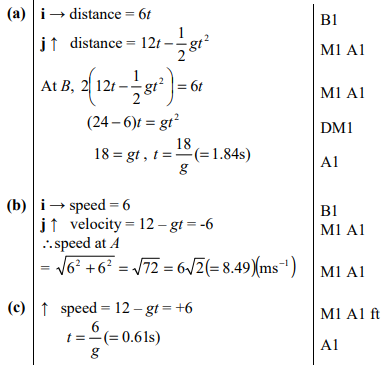 (a) i → distance = 6t B1
j ↑ distance = 12t − 1/2 gt² M1 A1
At B, 2(12t − 1/2 gt²) = 6t M1 A1
(24 – 6)t = gt² DM1
18 = gt , t = 18/g (= 1.84s) A1
(b) i → speed = 6 B1
j ↑ velocity = 12 – gt = -6 M1 A1
∴ speed at A
= √(6² + 6²) = √72 = 6√2(= 8.49)(ms⁻¹) M1 A1
(c) ↑ speed = 12 – gt = +6 M1 A1 ft
t = 6/g (= 0.61s) A1